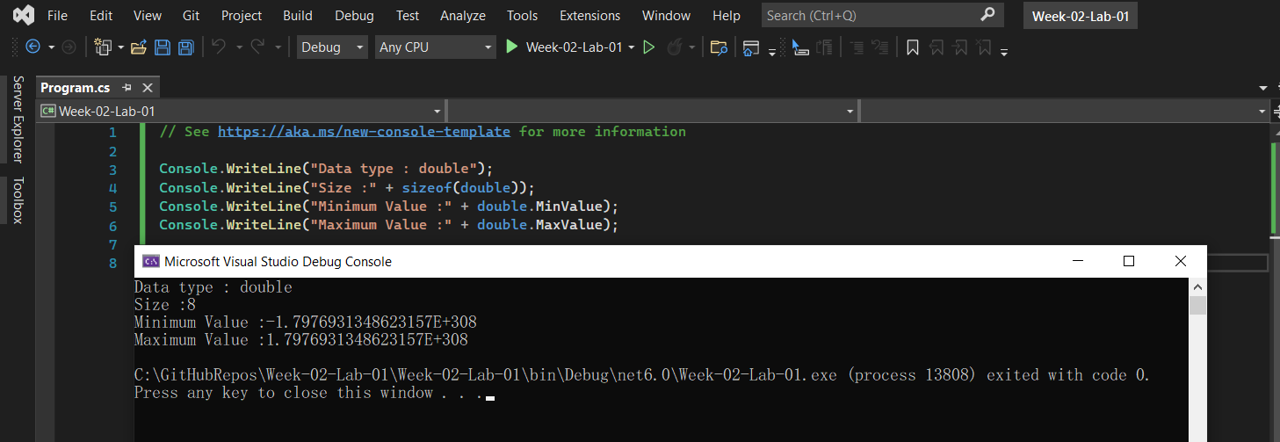 File Edit View Git Project Build Debug Test Analyze Tools Extensions Window Help Search (Ctrl+Q) Week-02-Lab-01
Debug Any CPU Week-02-Lab-01
Server Explorer
Toolbox
Program.cs
C# Week-02-Lab-01
1 // See https://aka.ms/new-console-template for more information
2
3 Console.WriteLine("Data type : double");
4 Console.WriteLine("Size :" + sizeof(double));
5 Console.WriteLine("Minimum Value :" + double.MinValue);
6 Console.WriteLine("Maximum Value :" + double.MaxValue);
7
8
C:\ Microsoft Visual Studio Debug Console
Data type : double
Size :8
Minimum Value :-1.7976931348623157E+308
Maximum Value :1.7976931348623157E+308
C:\GitHubRepos\Week-02-Lab-01\Week-02-Lab-01\bin\Debug\net6.0\Week-02-Lab-01.exe (process 13808) exited with code 0.
Press any key to close this window . . .